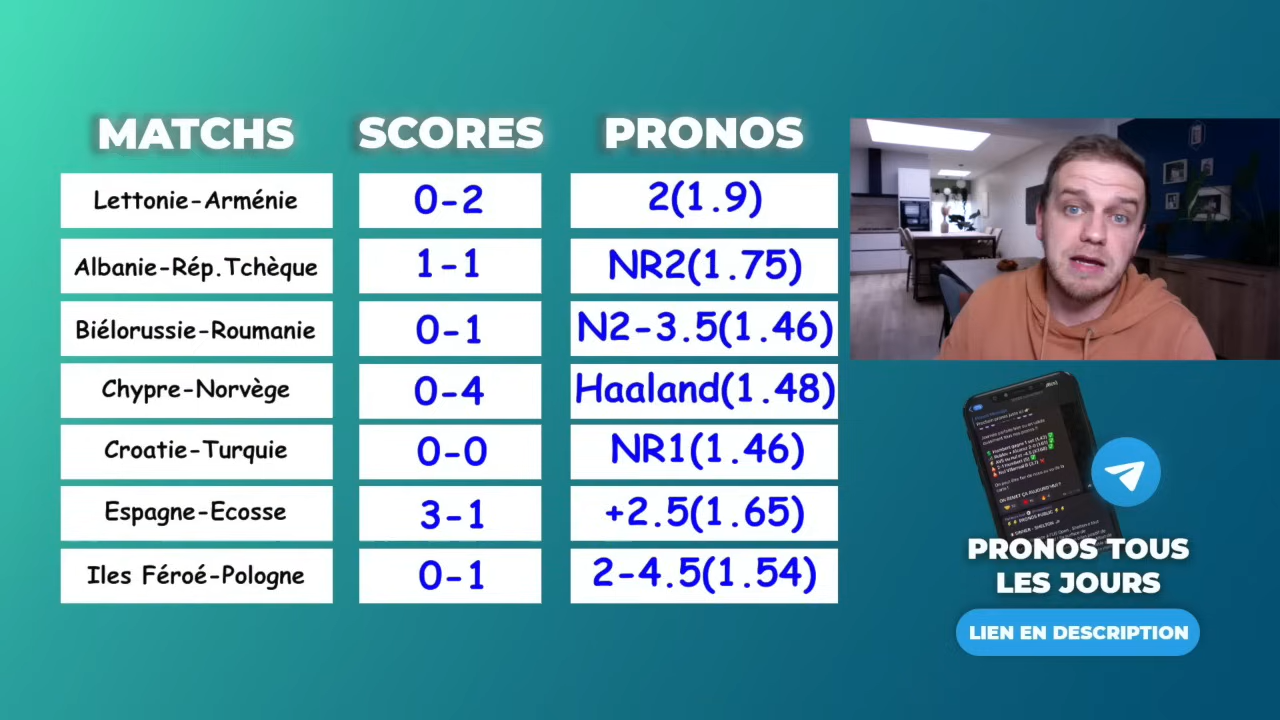 MATCHS SCORES PRONOS
Lettonie-Arménie 0-2 2(1.9)
Albanie-Rép.Tchèque 1-1 NR2(1.75)
Biélorussie-Roumanie 0-1 N2-3.5(1.46)
Chypre-Norvège 0-4 Haaland(1.48)
Croatie-Turquie 0-0 NR1(1.46)
Espagne-Ecosse 3-1 +2.5(1.65)
Iles Féroé-Pologne 0-1 2-4.5(1.54)
PRONOS TOUS
LES JOURS
LIEN EN DESCRIPTION